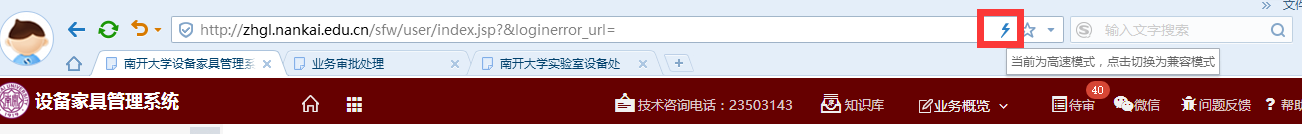 文件
http://zhgl.nankai.edu.cn/sfw/user/index.jsp?&loginerror_url=
输入文字搜索
南开大学设备家具管理系 业务审批处理 南开大学实验室设备处
当前为高速模式，点击切换为兼容模式
设备家具管理系统 技术咨询电话：23503143 知识库 业务概览 待审 40 微信 问题反馈 ? 帮助